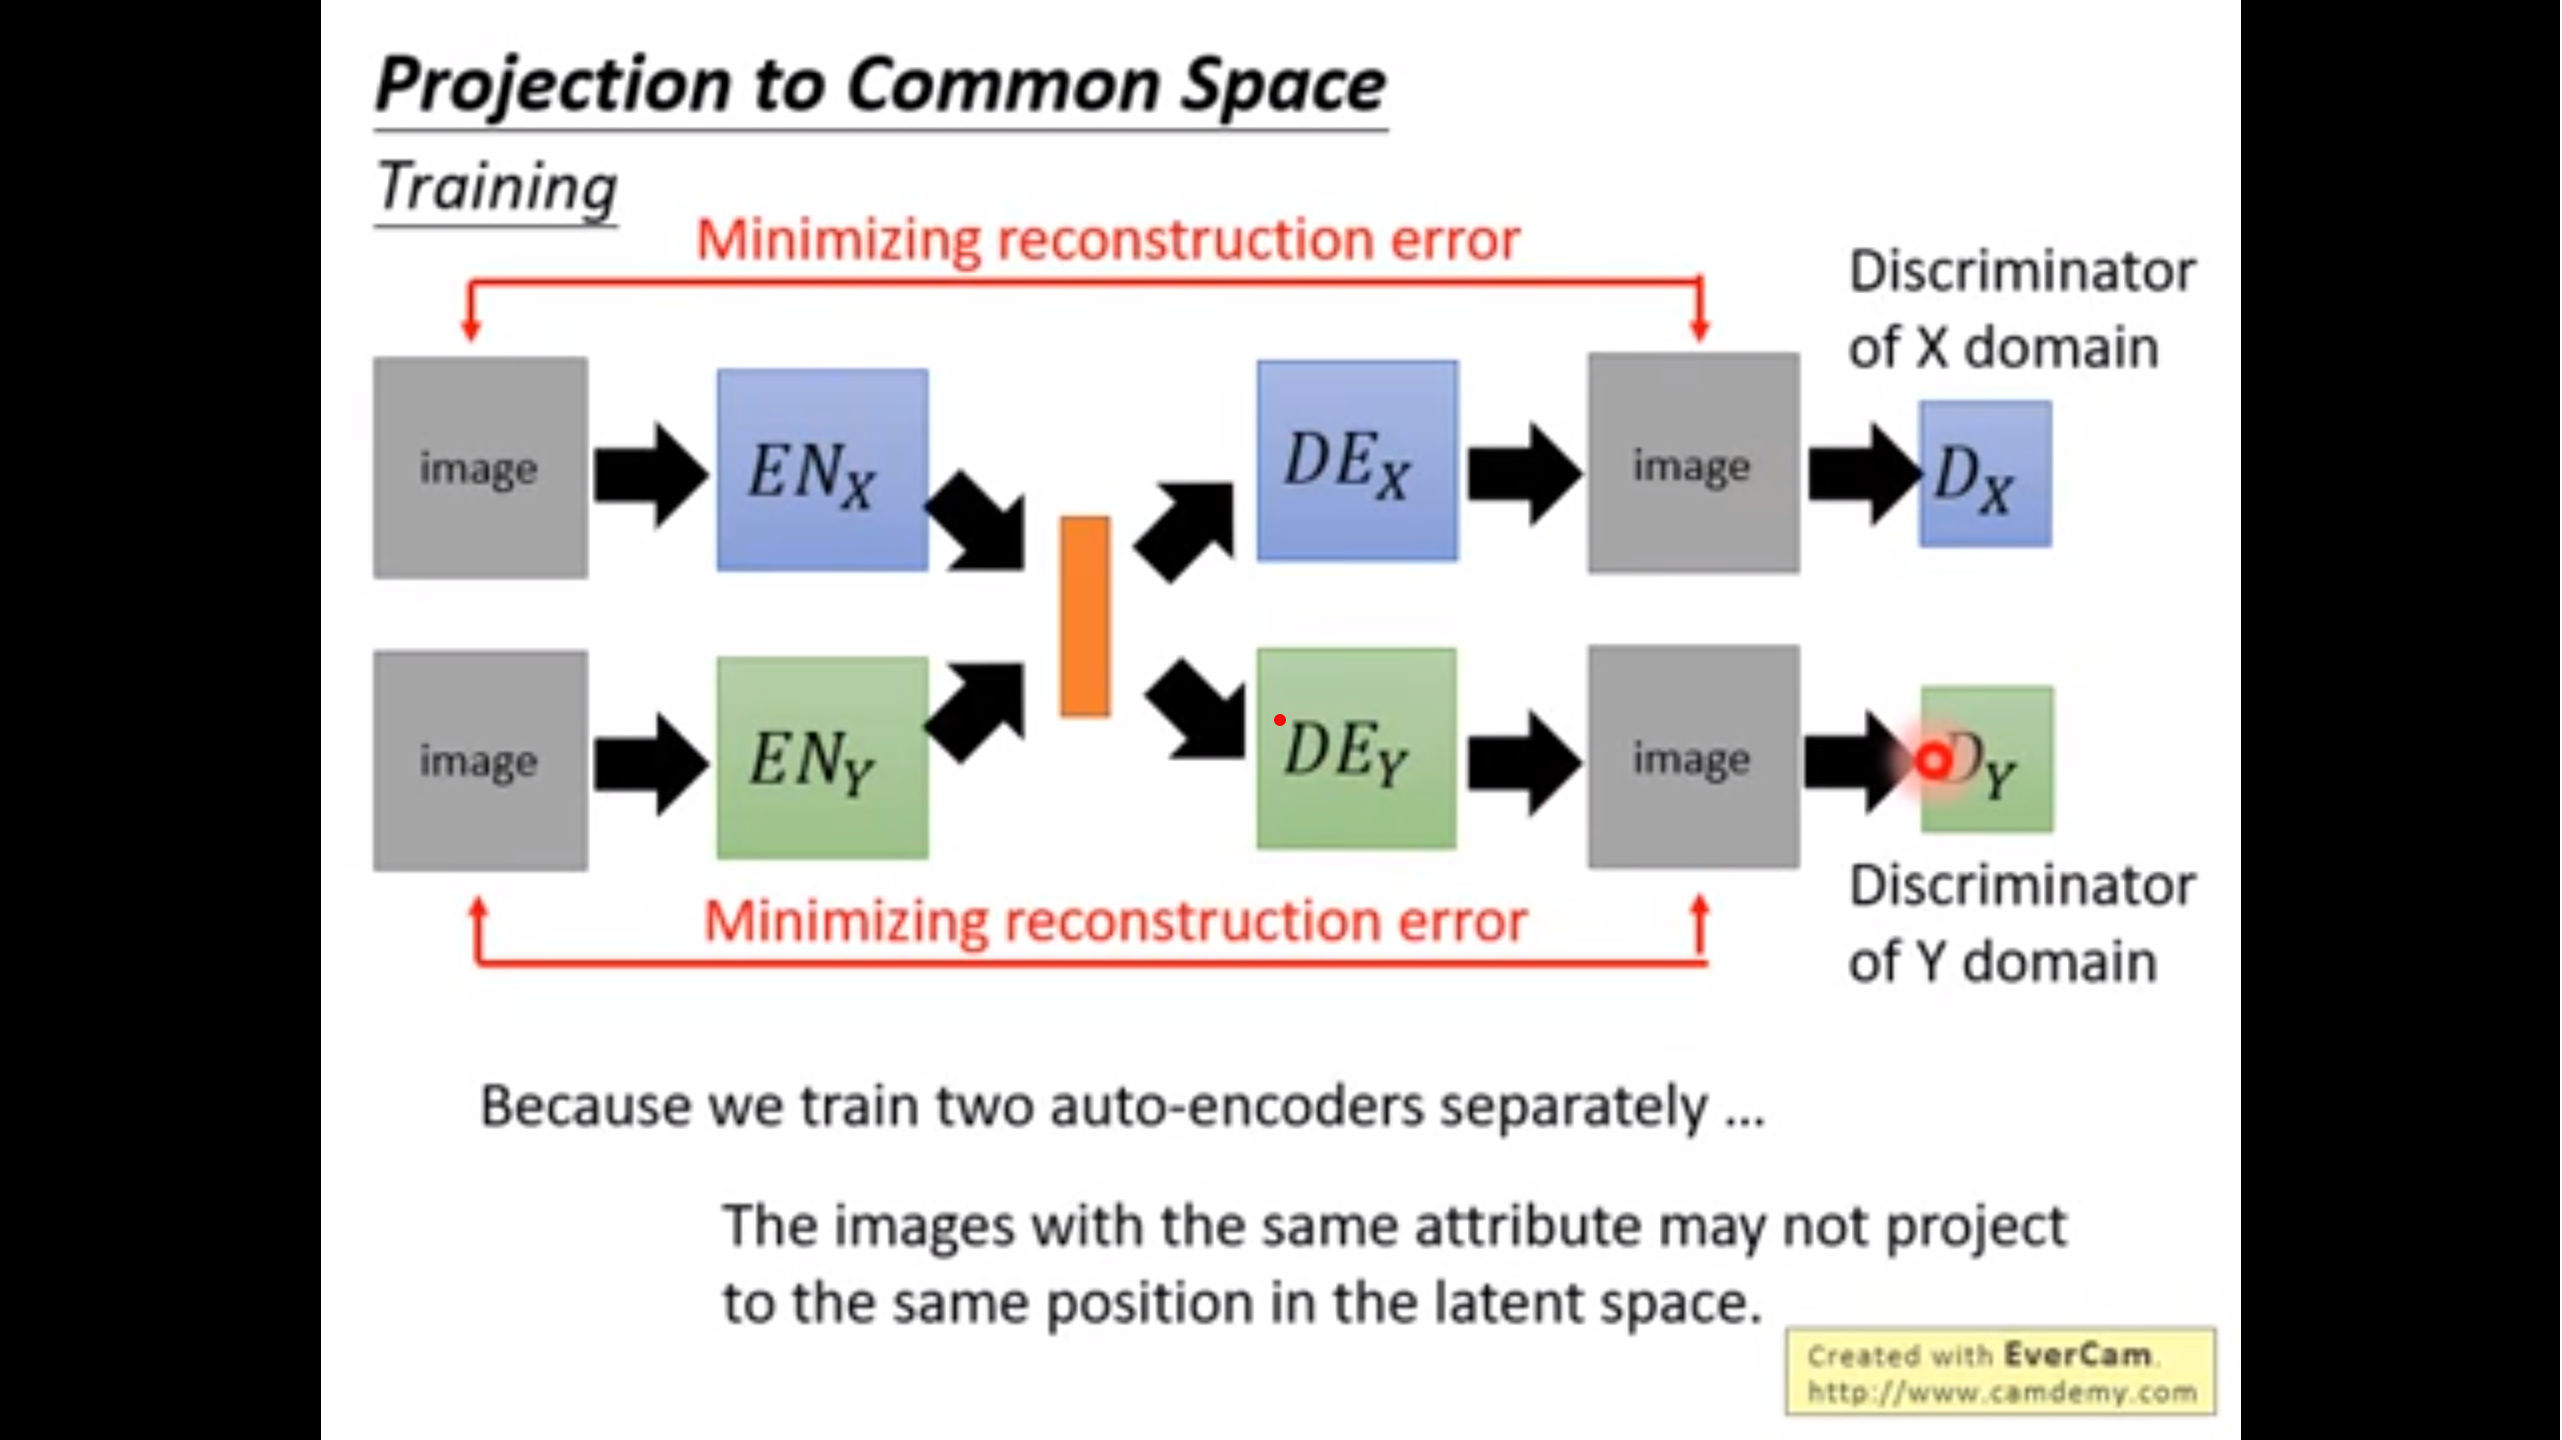 Projection to Common Space
Training
Minimizing reconstruction error
Discriminator
of X domain
image
EN_X
DE_X
image
D_X
image
EN_Y
DE_Y
image
D_Y
Minimizing reconstruction error
Discriminator
of Y domain
Because we train two auto-encoders separately ...
The images with the same attribute may not project
to the same position in the latent space.
Created with EverCam.
http://www.camdemy.com